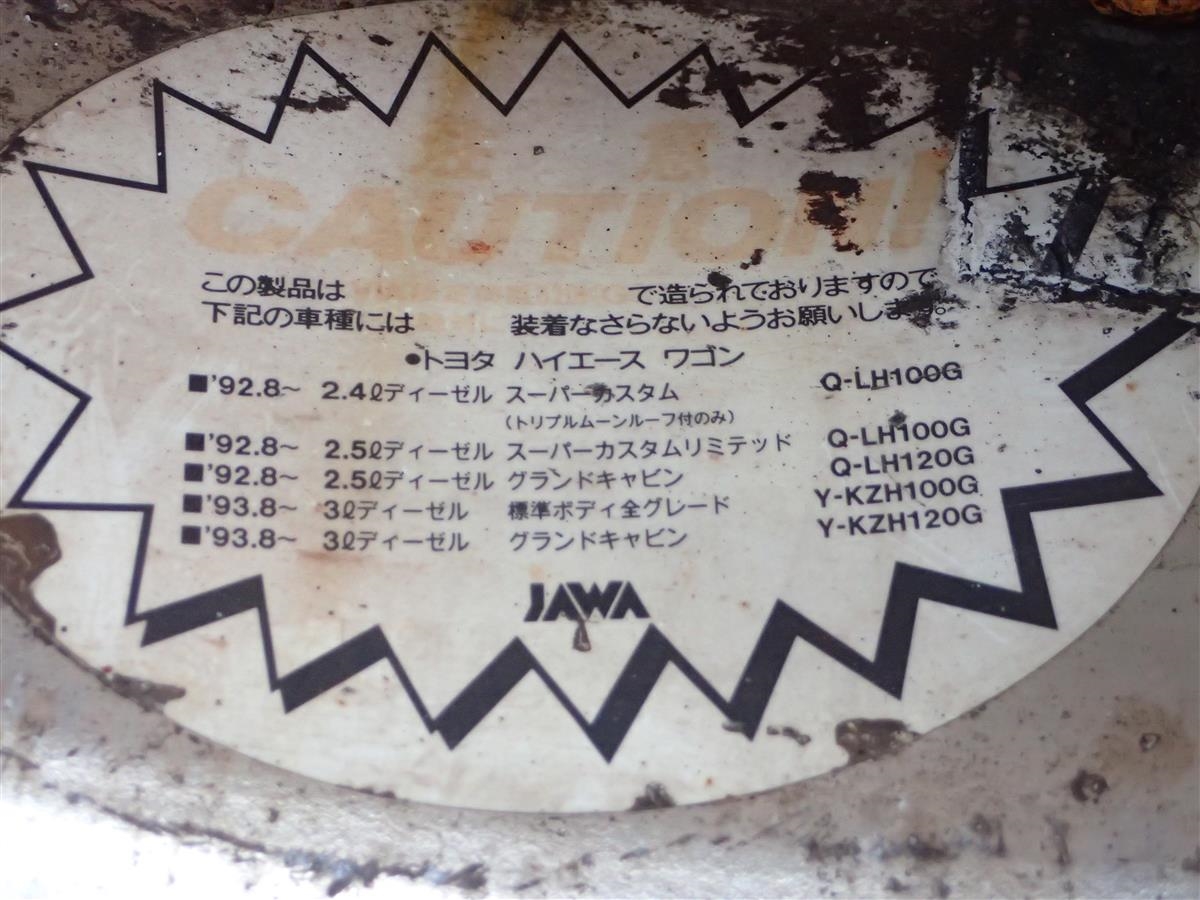 注意
CAUTION!
この製品は で造られておりますので
下記の車種には 装着なさらないようお願いします。
●トヨタ ハイエース ワゴン
■'92.8~ 2.4ℓディーゼル スーパーカスタム Q-LH100G
(トリプルムーンルーフ付のみ)
■'92.8~ 2.5ℓディーゼル スーパーカスタムリミテッド Q-LH100G
■'92.8~ 2.5ℓディーゼル グランドキャビン Q-LH120G
■'93.8~ 3ℓディーゼル 標準ボディ全グレード Y-KZH100G
■'93.8~ 3ℓディーゼル グランドキャビン Y-KZH120G
JAWA